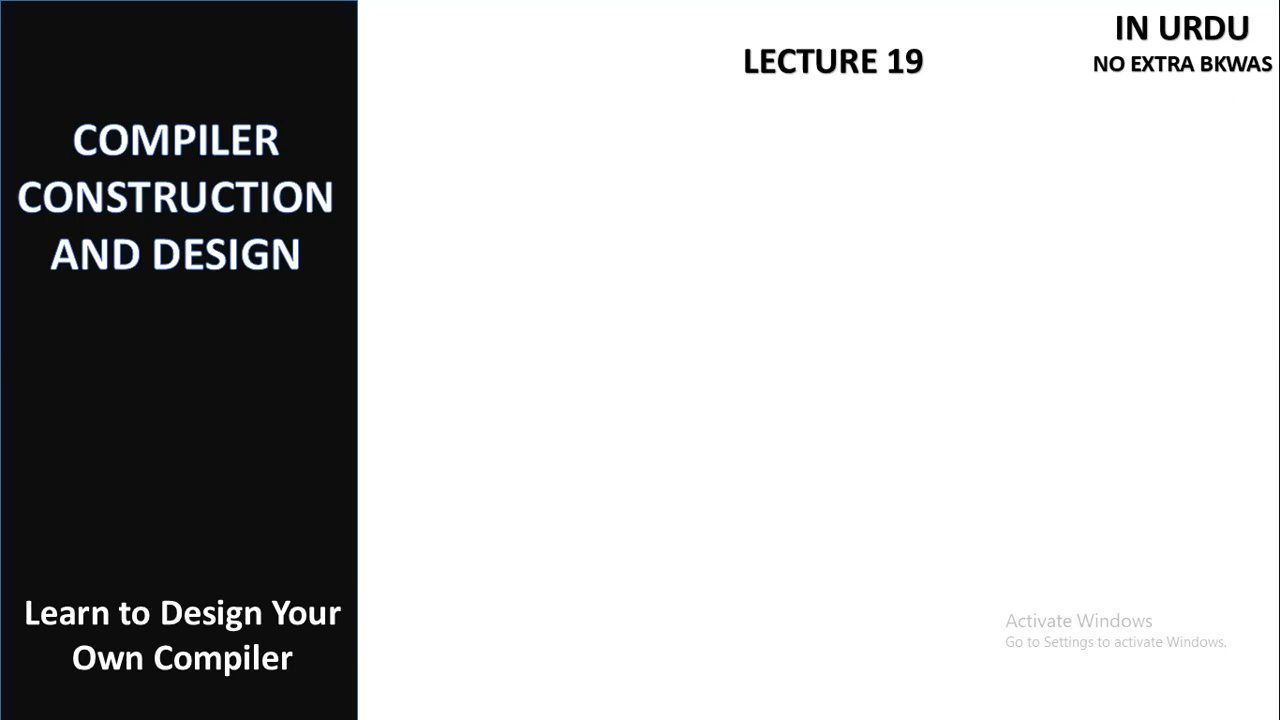 COMPILER
CONSTRUCTION
AND DESIGN
Learn to Design Your
Own Compiler
LECTURE 19
IN URDU
NO EXTRA BKWAS
Activate Windows
Go to Settings to activate Windows.